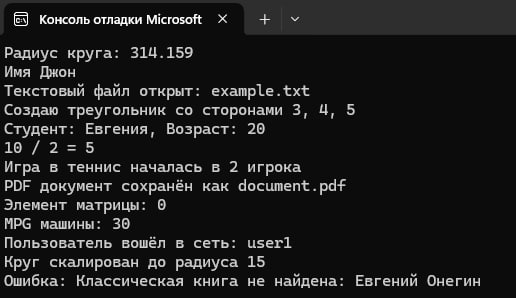 Консоль отладки Microsoft
Радиус круга: 314.159
Имя Джон
Текстовый файл открыт: example.txt
Создаю треугольник со сторонами 3, 4, 5
Студент: Евгения, Возраст: 20
10 / 2 = 5
Игра в теннис началась в 2 игрока
PDF документ сохранён как document.pdf
Элемент матрицы: 0
MPG машины: 30
Пользователь вошёл в сеть: user1
Круг скалирован до радиуса 15
Ошибка: Классическая книга не найдена: Евгений Онегин